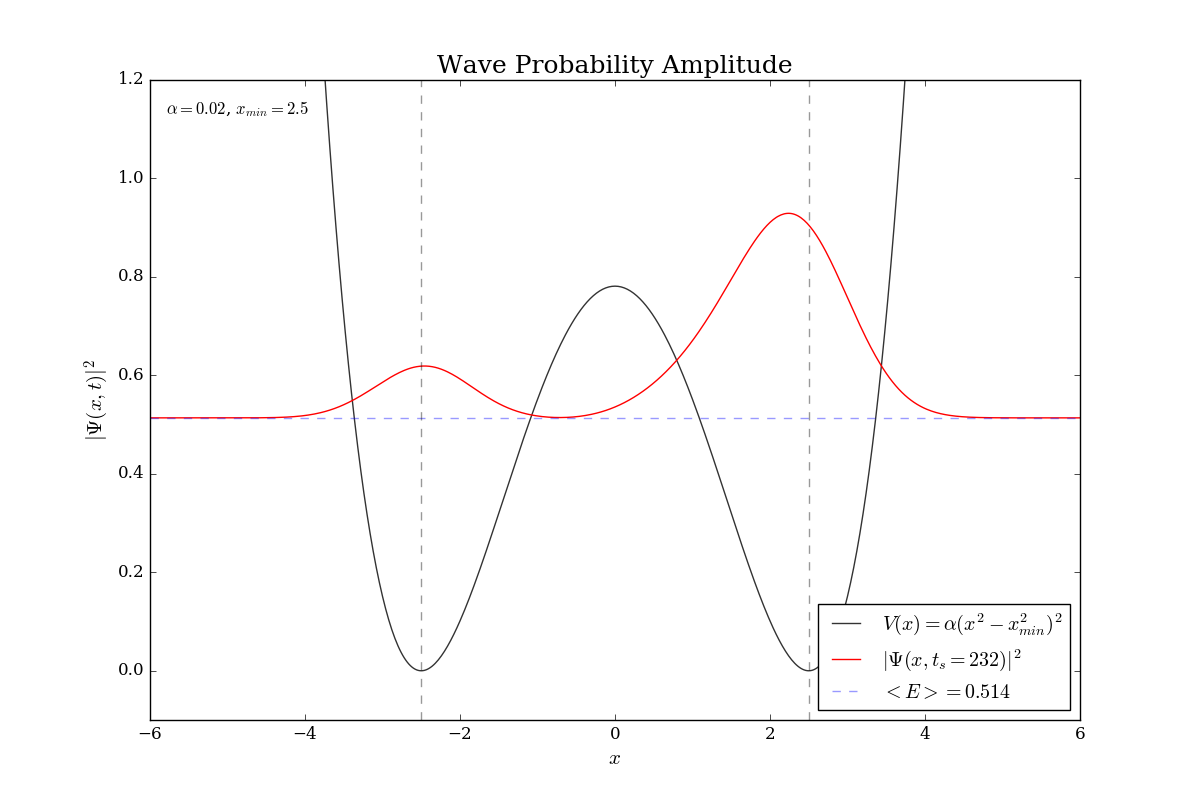 Wave Probability Amplitude
α = 0.02, x_min = 2.5
|Ψ(x, t)|²
1.2
1.0
0.8
0.6
0.4
0.2
0.0
V(x) = α(x² − x²_min)²
|Ψ(x, t_s = 232)|²
< E > = 0.514
−6
−4
−2
0
2
4
6
x